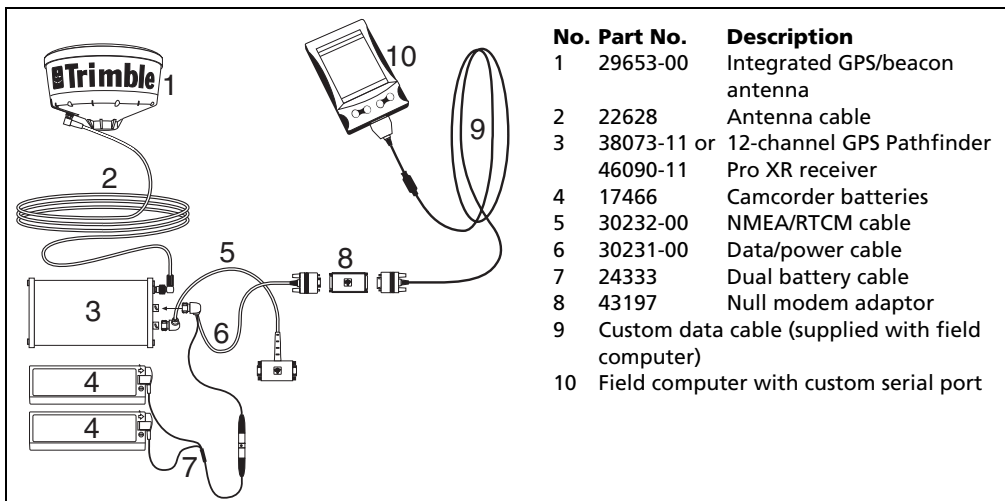 Trimble
1
2
3
4
4
5
6
7
8
9
10
No. Part No. Description
1 29653-00 Integrated GPS/beacon
antenna
2 22628 Antenna cable
3 38073-11 or 12-channel GPS Pathfinder
46090-11 Pro XR receiver
4 17466 Camcorder batteries
5 30232-00 NMEA/RTCM cable
6 30231-00 Data/power cable
7 24333 Dual battery cable
8 43197 Null modem adaptor
9 Custom data cable (supplied with field
computer)
10 Field computer with custom serial port